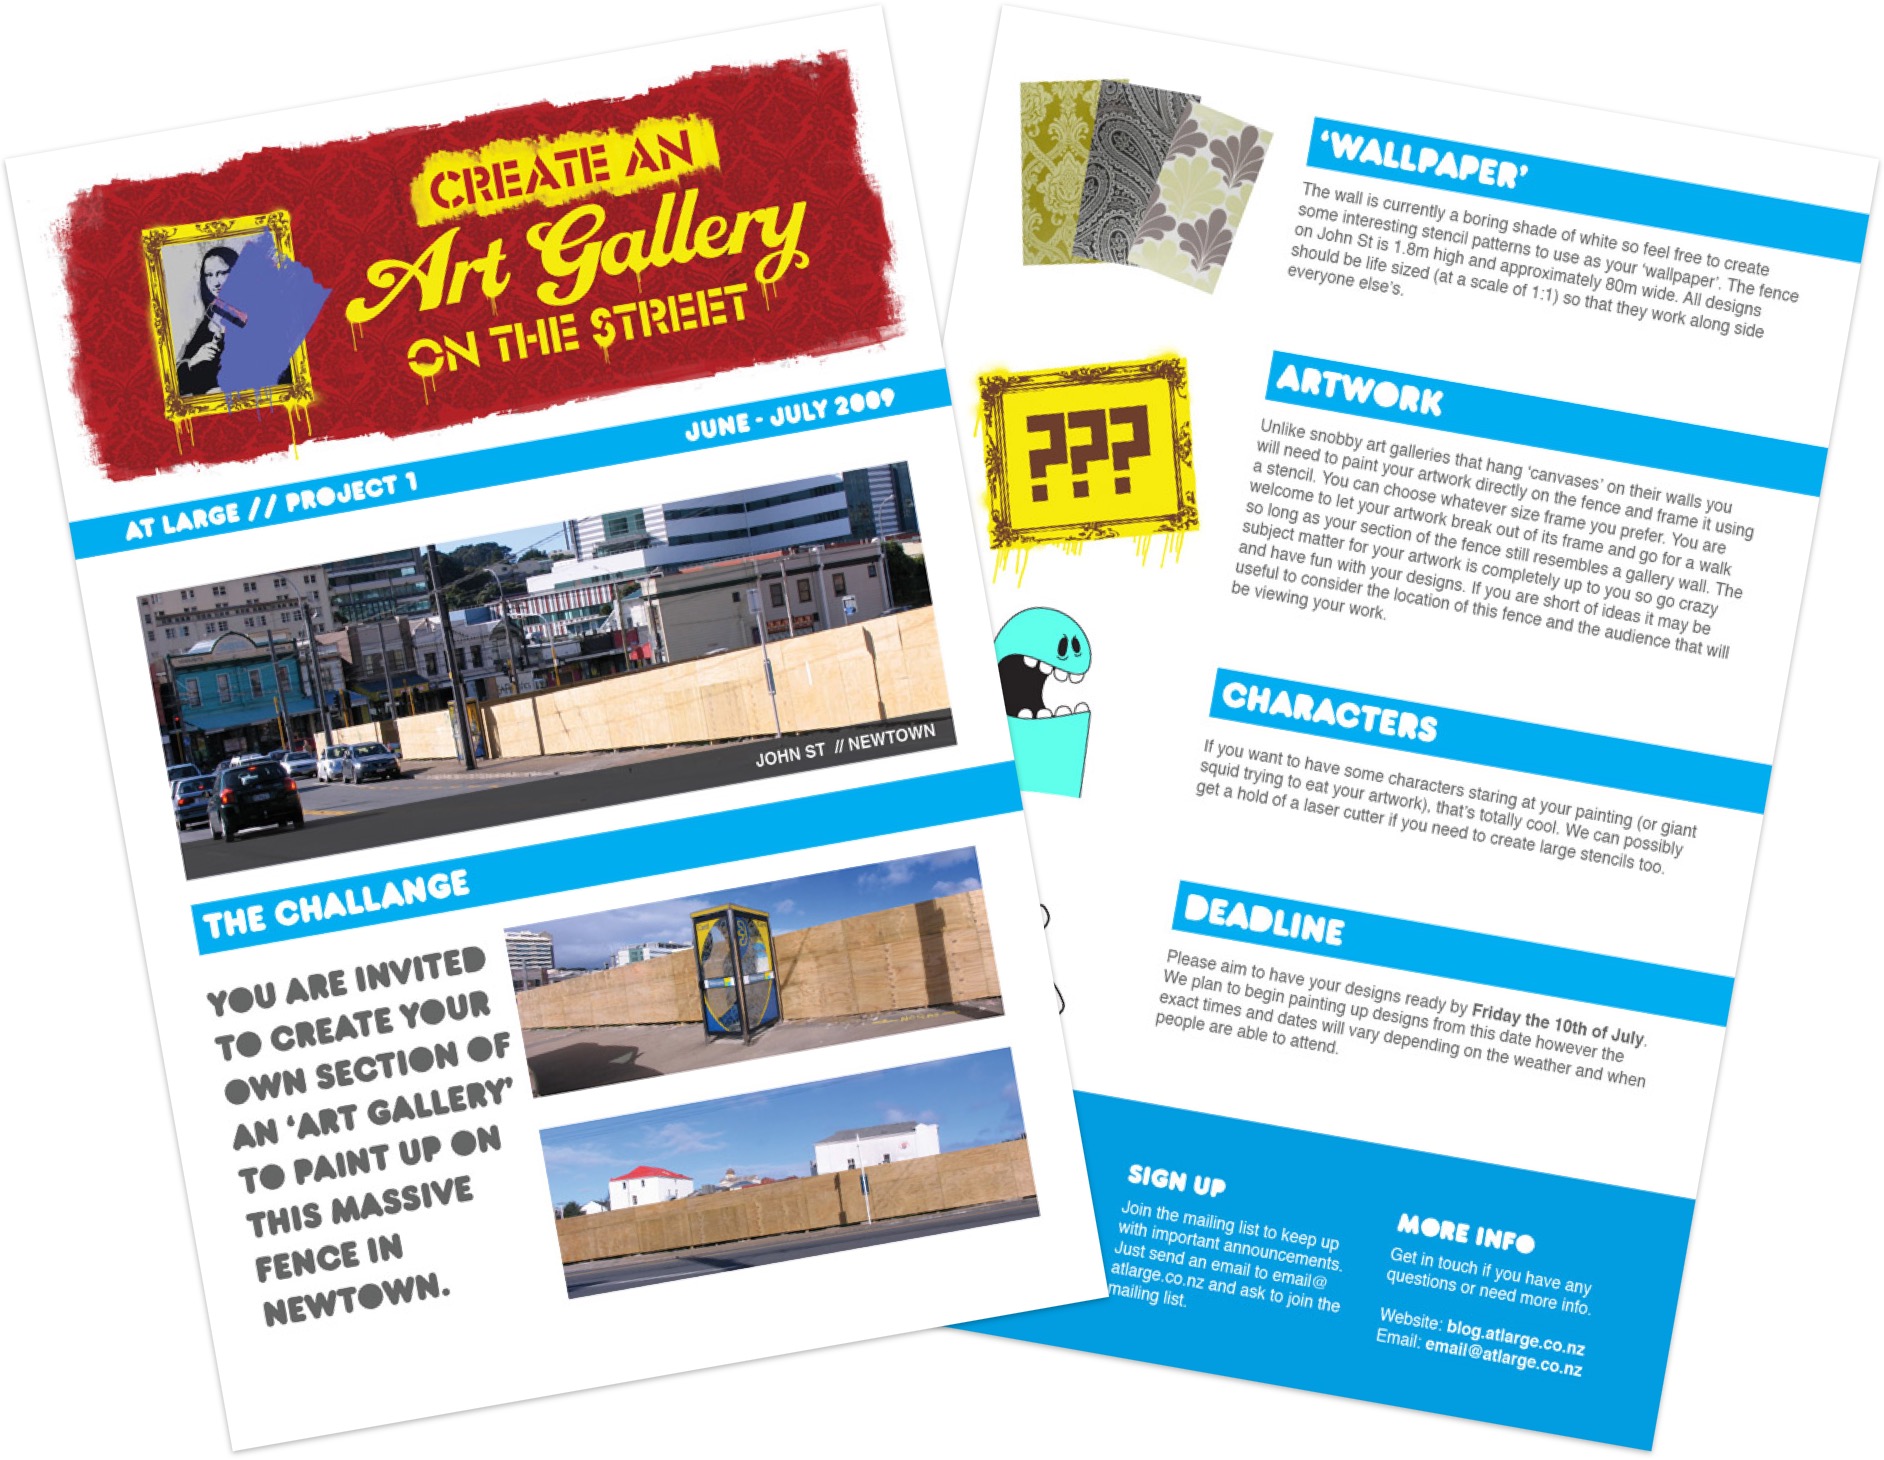 CREATE AN
Art Gallery
ON THE STREET
AT LARGE // PROJECT 1
JUNE - JULY 2009
JOHN ST // NEWTOWN
THE CHALLANGE
YOU ARE INVITED
TO CREATE YOUR
OWN SECTION OF
AN ‘ART GALLERY’
TO PAINT UP ON
THIS MASSIVE
FENCE IN
NEWTOWN.
‘WALLPAPER’
The wall is currently a boring shade of white so feel free to create
some interesting stencil patterns to use as your ‘wallpaper’. The fence
on John St is 1.8m high and approximately 80m wide. All designs
should be life sized (at a scale of 1:1) so that they work along side
everyone else’s.
???
ARTWORK
Unlike snobby art galleries that hang ‘canvases’ on their walls you
will need to paint your artwork directly on the fence and frame it using
a stencil. You can choose whatever size frame you prefer. You are
welcome to let your artwork break out of its frame and go for a walk
so long as your section of the fence still resembles a gallery wall. The
subject matter for your artwork is completely up to you so go crazy
and have fun with your designs. If you are short of ideas it may be
useful to consider the location of this fence and the audience that will
be viewing your work.
CHARACTERS
If you want to have some characters staring at your painting (or giant
squid trying to eat your artwork), that’s totally cool. We can possibly
get a hold of a laser cutter if you need to create large stencils too.
DEADLINE
Please aim to have your designs ready by Friday the 10th of July.
We plan to begin painting up designs from this date however the
exact times and dates will vary depending on the weather and when
people are able to attend.
SIGN UP
Join the mailing list to keep up
with important announcements.
Just send an email to email@
atlarge.co.nz and ask to join the
mailing list.
MORE INFO
Get in touch if you have any
questions or need more info.
Website: blog.atlarge.co.nz
Email: email@atlarge.co.nz